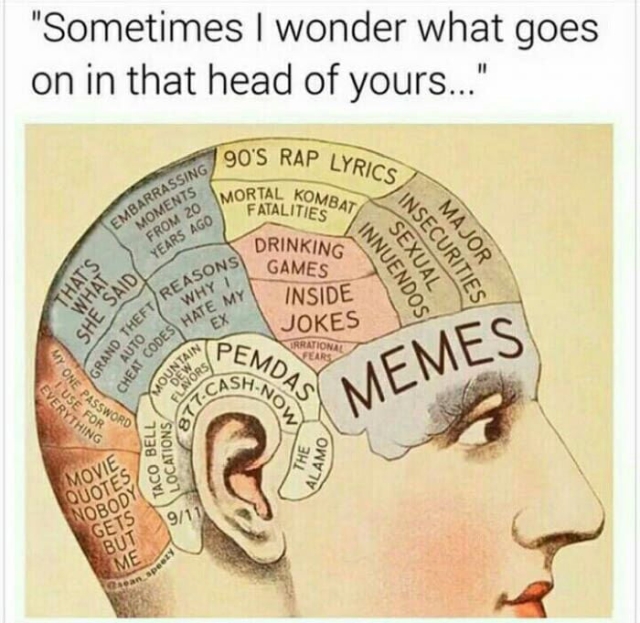 "Sometimes I wonder what goes
on in that head of yours..."
90'S RAP LYRICS
EMBARRASSING
MOMENTS
FROM 20
YEARS AGO
MORTAL KOMBAT
FATALITIES
MAJOR
INSECURITIES
SEXUAL
INNUENDOS
THAT'S
WHAT
SHE SAID
REASONS
WHY I
HATE MY
EX
DRINKING
GAMES
INSIDE
JOKES
GRAND THEFT
AUTO
CHEAT CODES
IRRATIONAL
FEARS
MEMES
MOUNTAIN
DEW
FLAVORS
PEMDAS
877-CASH-NOW
MY ONE PASSWORD
I USE FOR
EVERYTHING
TACO BELL
LOCATIONS
THE
ALAMO
MOVIE
QUOTES
NOBODY
GETS
BUT
ME
9/11
@sean_speezy